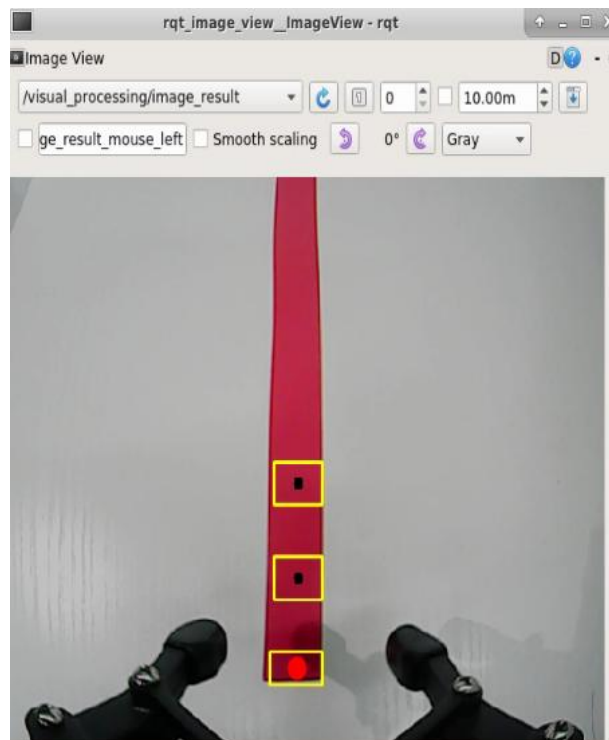 rqt_image_view__ImageView - rqt
Image View
D
/visual_processing/image_result 0 10.00m
ge_result_mouse_left Smooth scaling 0° Gray